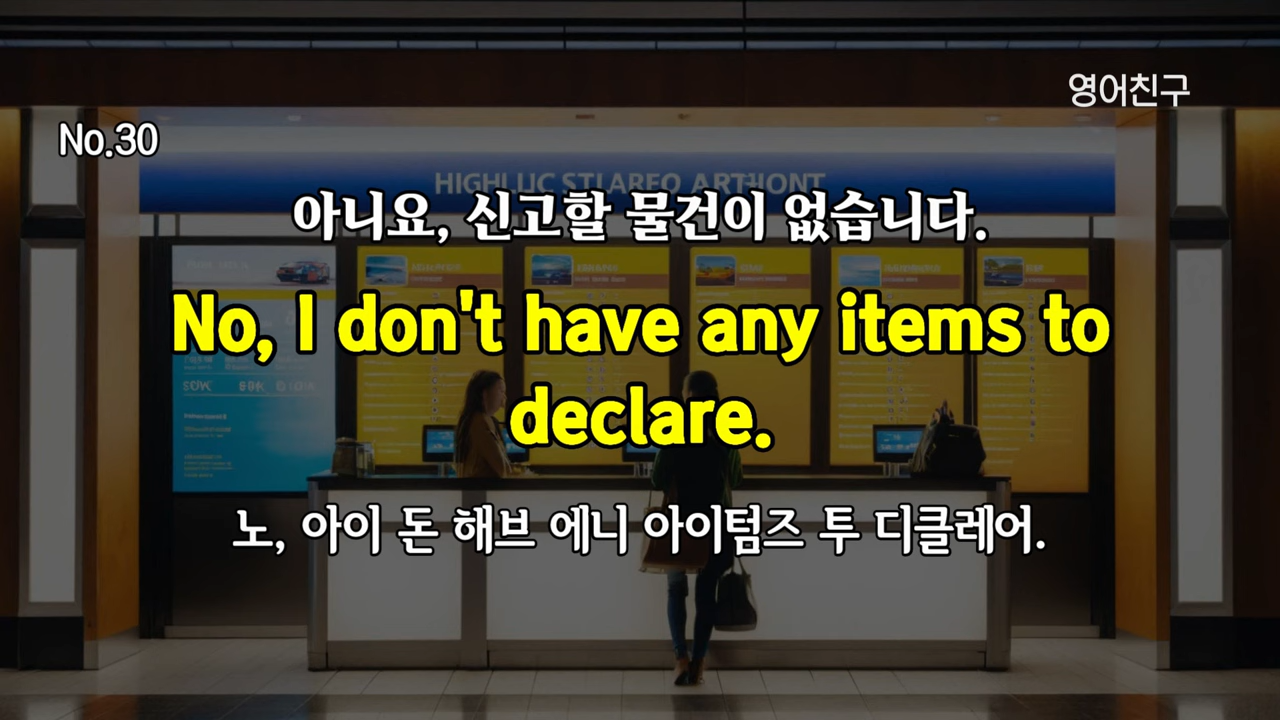 영어친구
No.30
아니요, 신고할 물건이 없습니다.
No, I don't have any items to
declare.
노, 아이 돈 해브 에니 아이텀즈 투 디클레어.